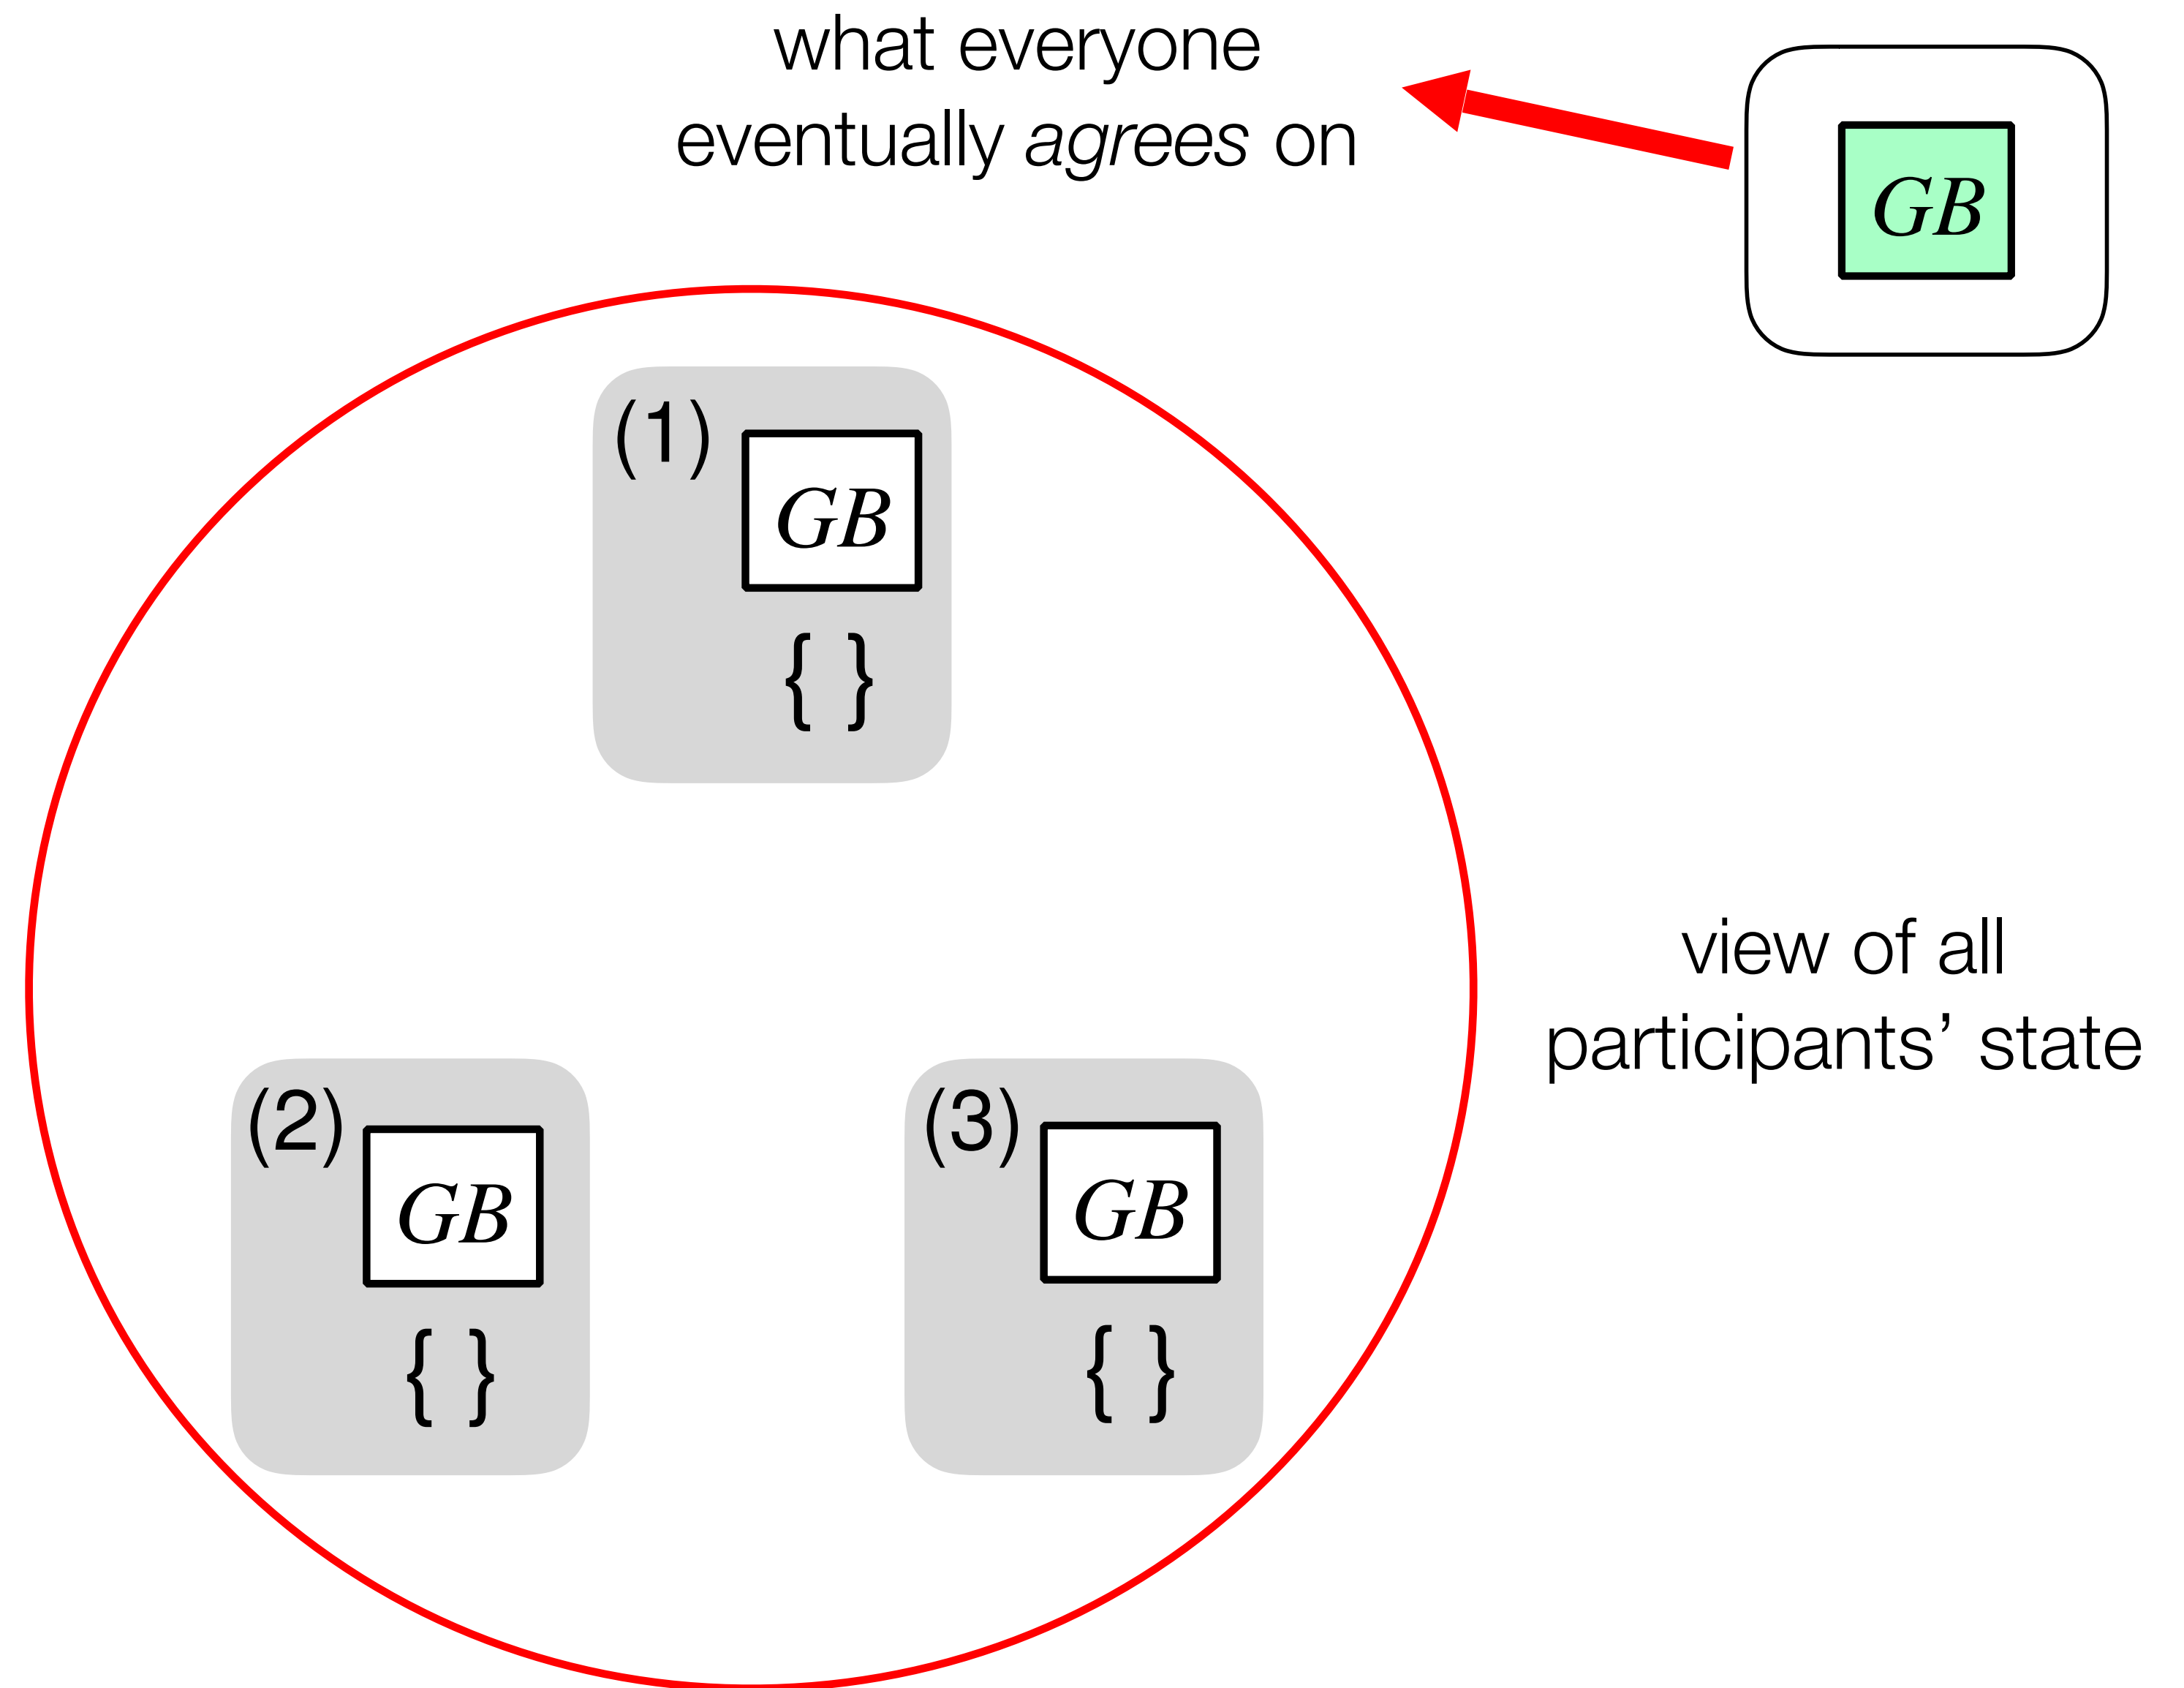 what everyone
eventually agrees on
GB
(1)
GB
{ }
view of all
participants’ state
(2)
GB
{ }
(3)
GB
{ }